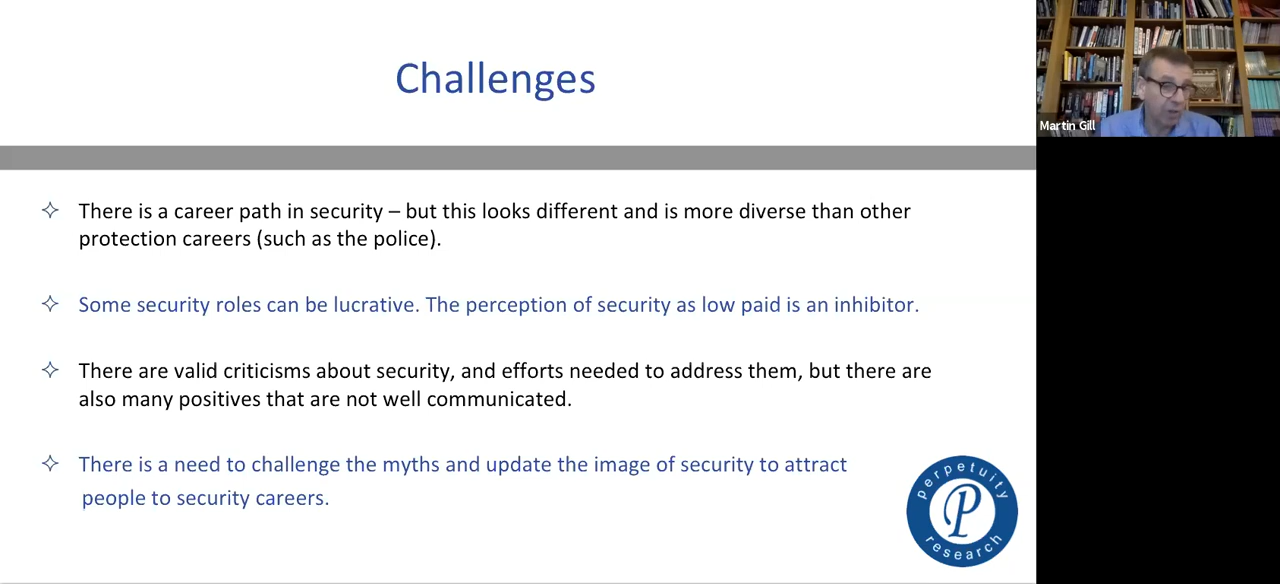 Challenges
Martin Gill
There is a career path in security – but this looks different and is more diverse than other
protection careers (such as the police).
Some security roles can be lucrative. The perception of security as low paid is an inhibitor.
There are valid criticisms about security, and efforts needed to address them, but there are
also many positives that are not well communicated.
There is a need to challenge the myths and update the image of security to attract
people to security careers.
perpetuity
P
research